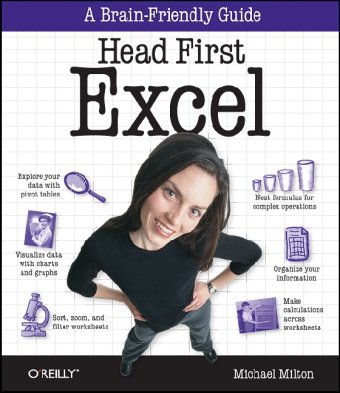 A Brain-Friendly Guide
Head First
Excel
Explore your
data with
pivot tables
Nest formulas for
complex operations
Visualize data
with charts
and graphs
Organize your
information
Sort, zoom, and
filter worksheets
Make
calculations
across
worksheets
O'REILLY®
Michael Milton